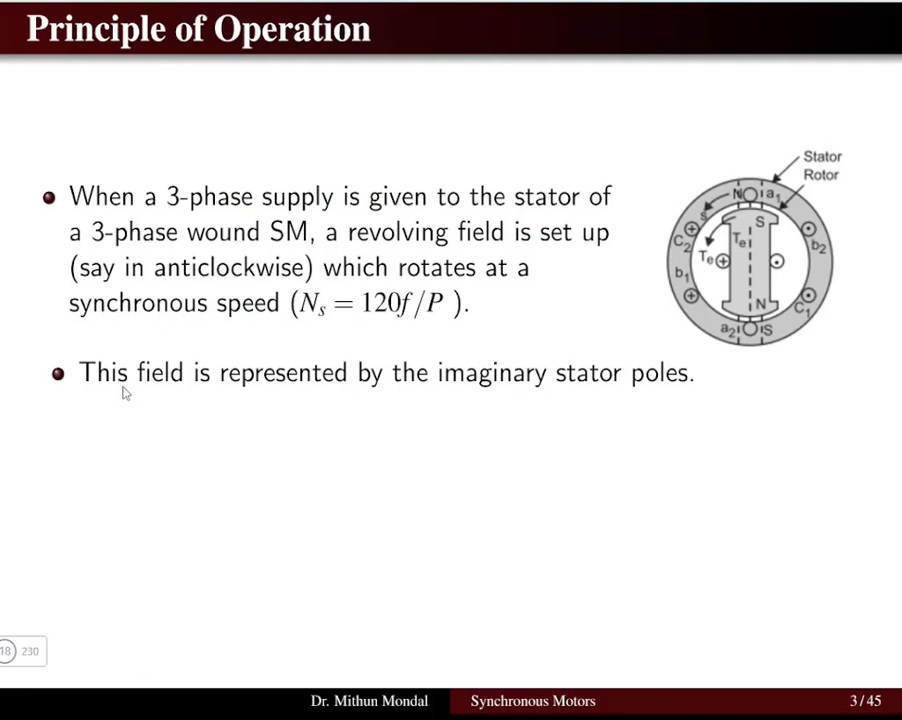 Principle of Operation
When a 3-phase supply is given to the stator of
a 3-phase wound SM, a revolving field is set up
(say in anticlockwise) which rotates at a
synchronous speed (Nₛ = 120f/P ).
This field is represented by the imaginary stator poles.
Stator
Rotor
N a₁
s S
C₂ Tₑ b₂
Tₑ
b₁
N C₁
a₂ S
18 230
Dr. Mithun Mondal Synchronous Motors 3/45